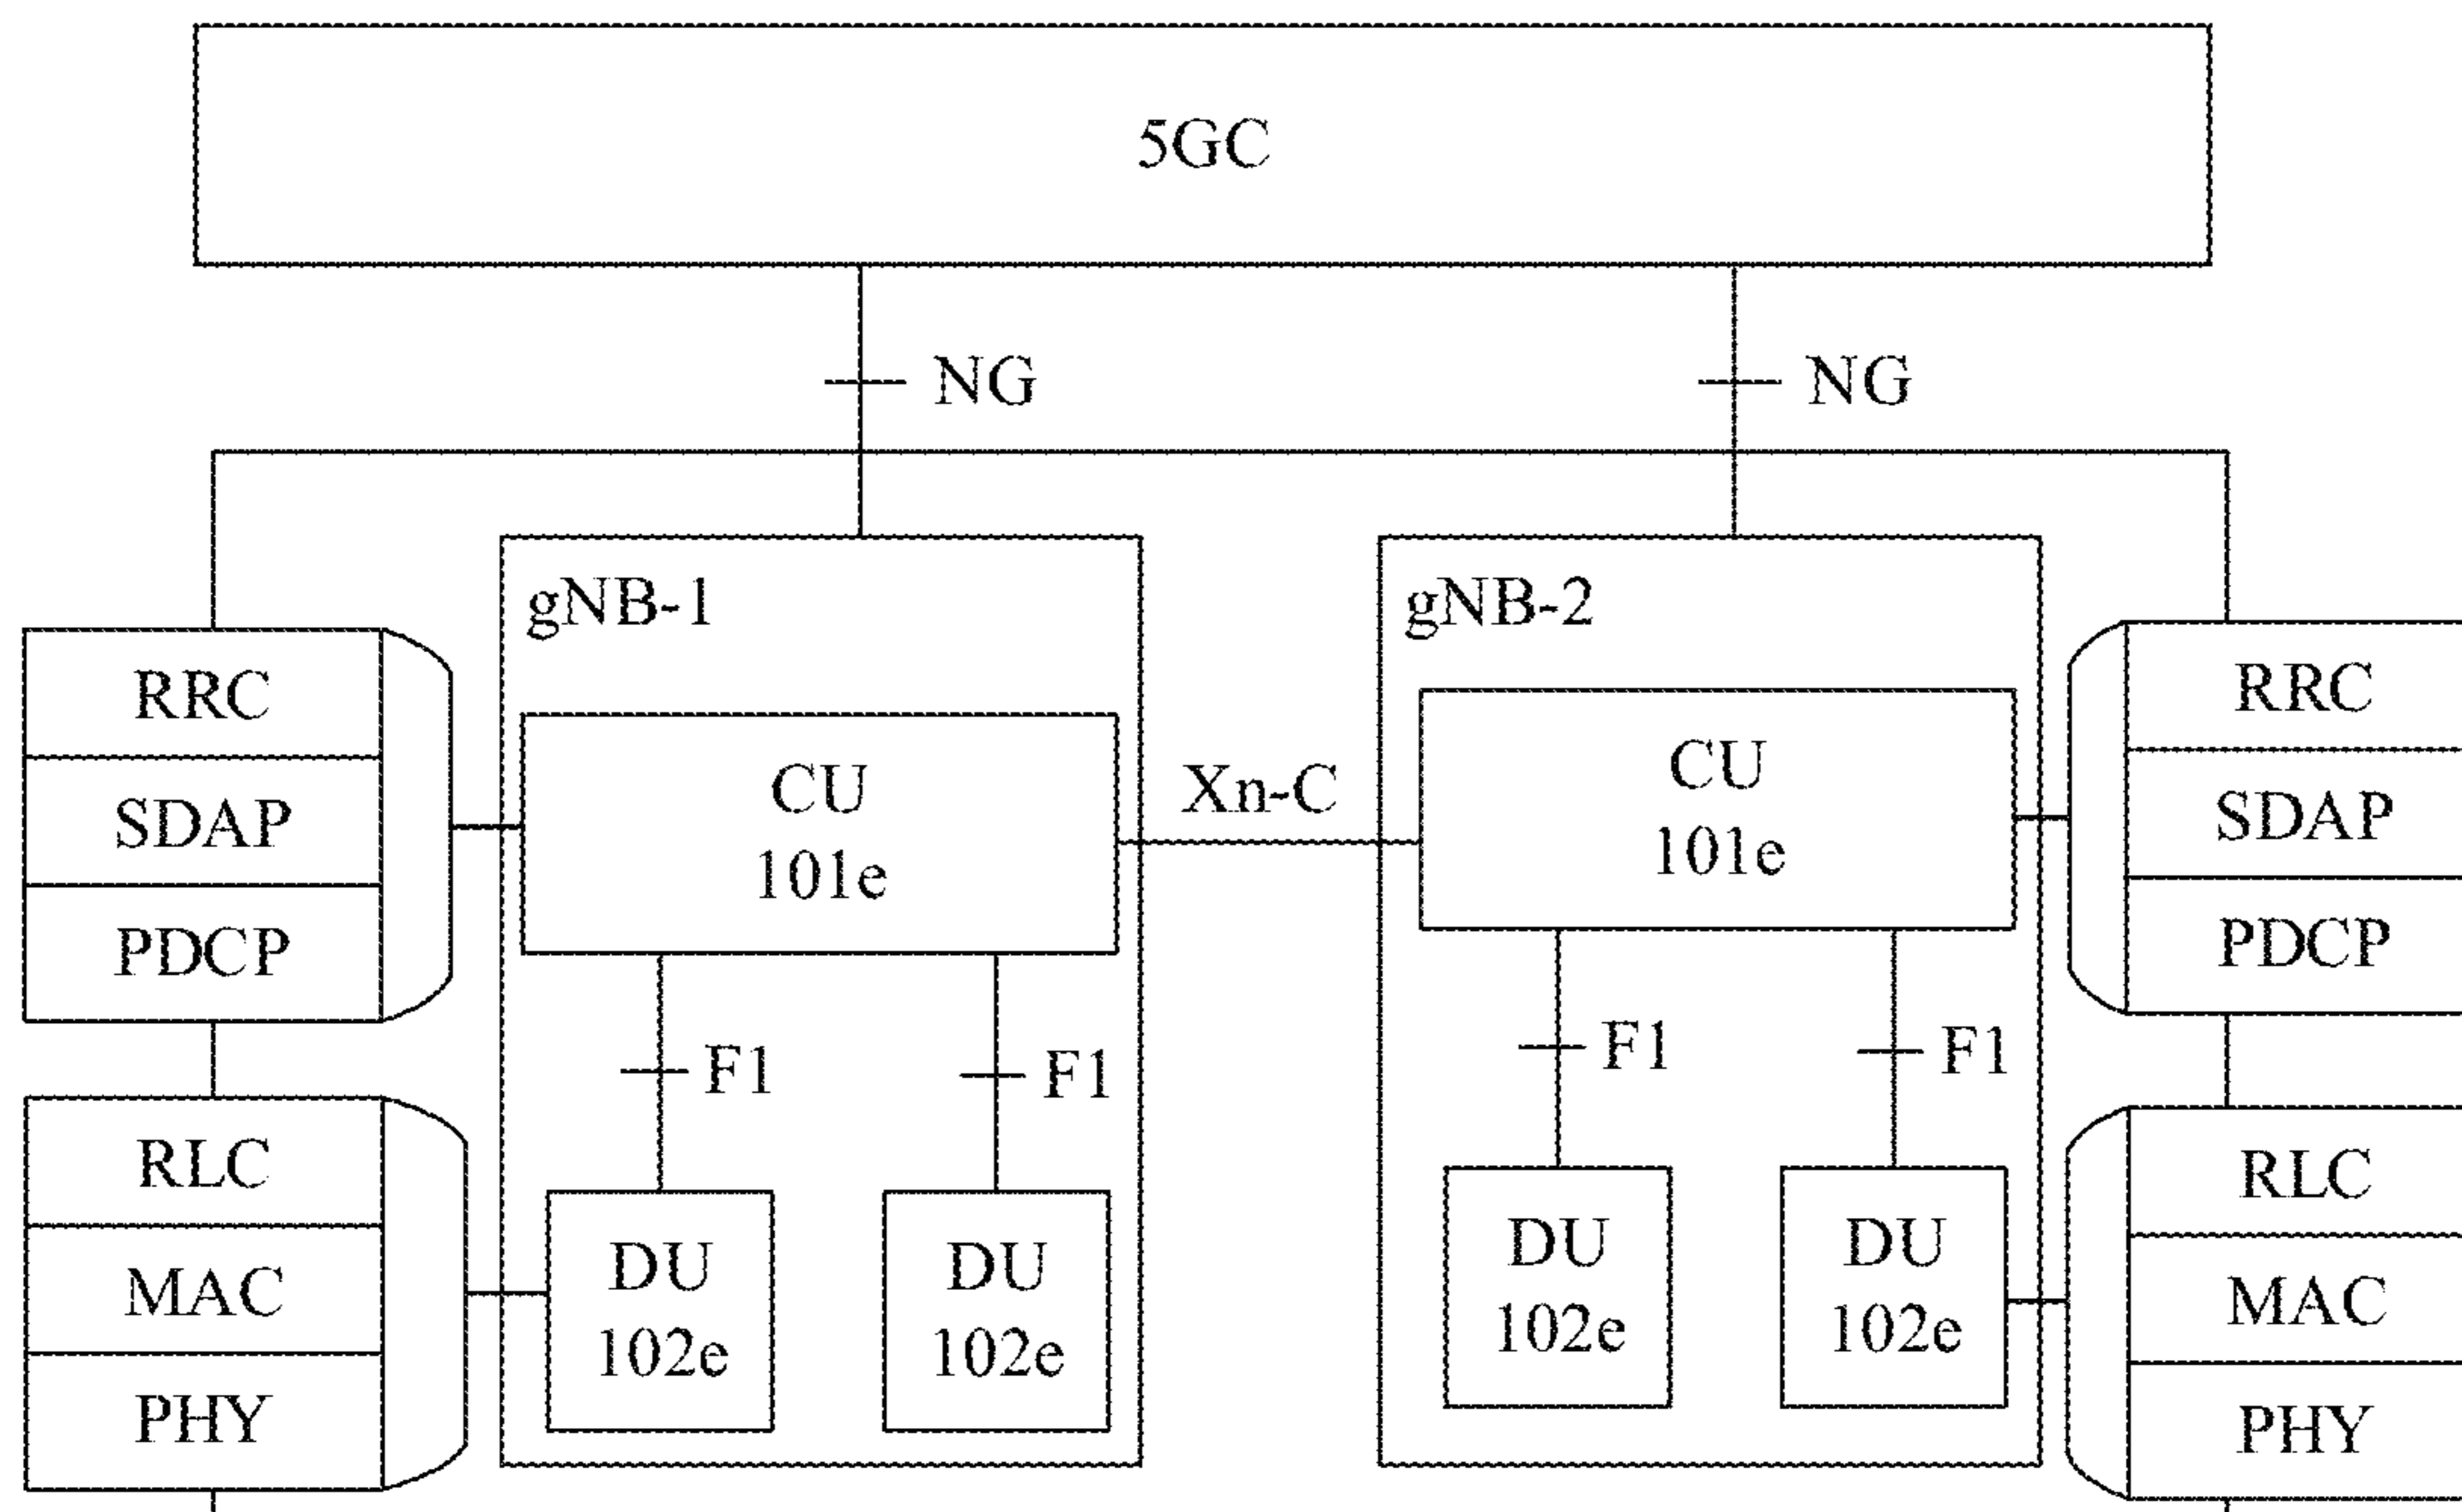 5GC
NG
NG
gNB-1
gNB-2
RRC
SDAP
PDCP
CU
101e
Xn-C
CU
101e
RRC
SDAP
PDCP
F1
F1
F1
F1
RLC
MAC
PHY
DU
102e
DU
102e
DU
102e
DU
102e
RLC
MAC
PHY